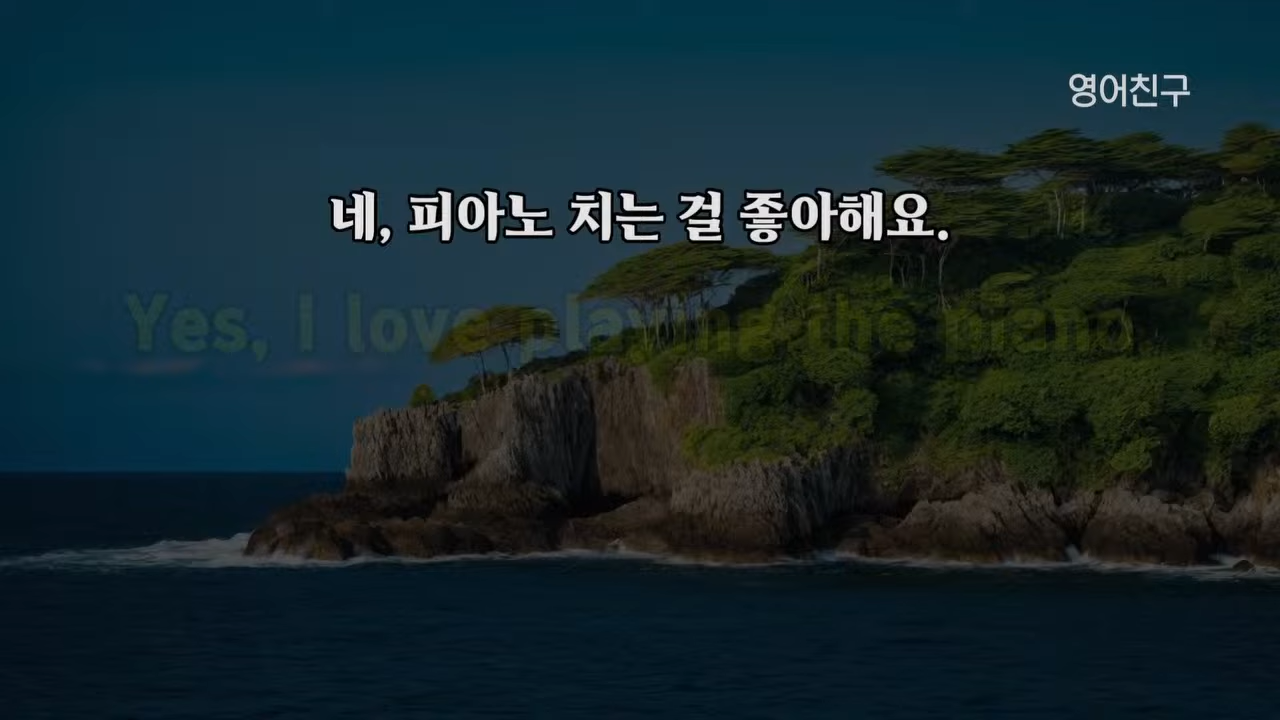 영어친구
네, 피아노 치는 걸 좋아해요.
Yes, I love playing the piano